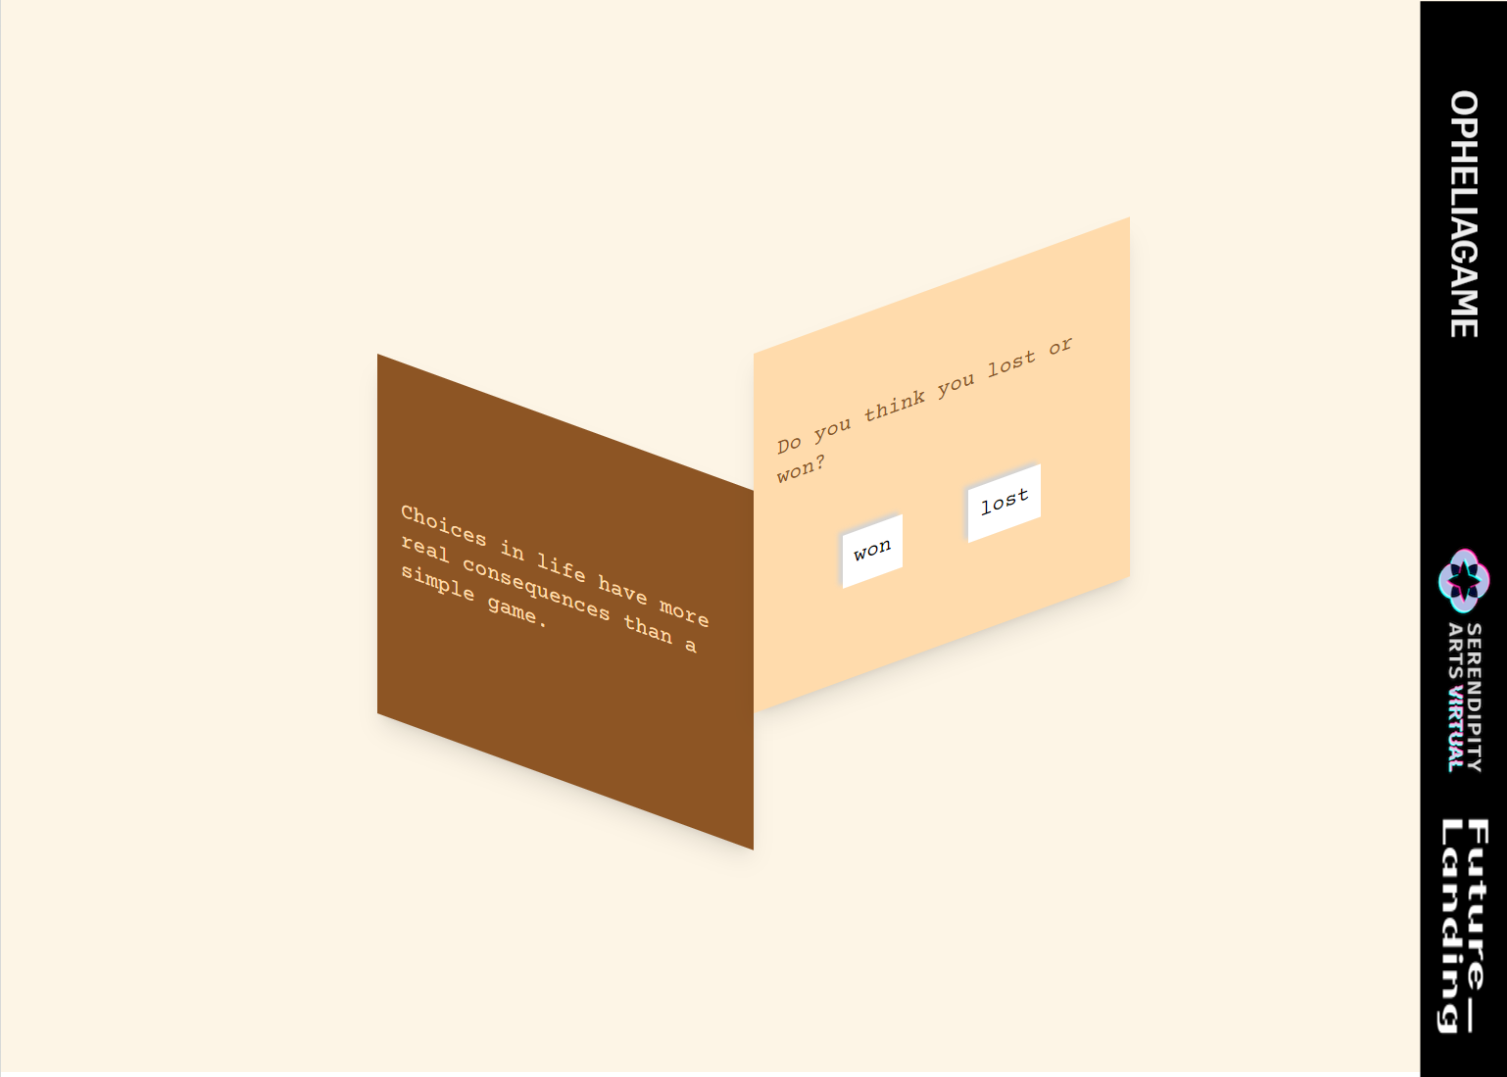 Choices in life have more
real consequences than a
simple game.
Do you think you lost or
won?
won
lost
OPHELIAGAME
SERENDIPITY
ARTS VIRTUAL
Future—
Landing